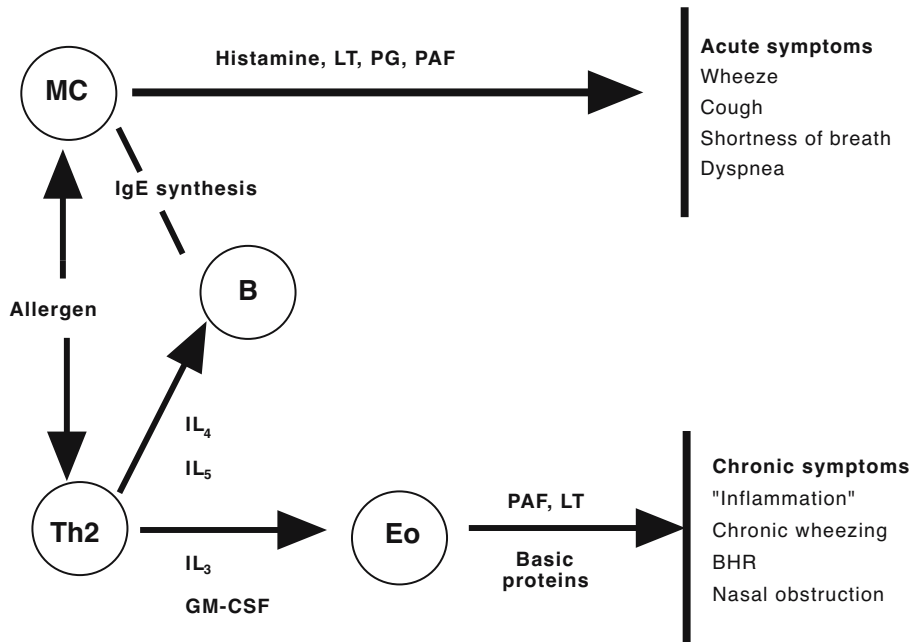 Histamine, LT, PG, PAF
MC
Acute symptoms
Wheeze
Cough
Shortness of breath
Dyspnea
IgE synthesis
B
Allergen
IL4
IL5
Th2
IL3
GM-CSF
Eo
PAF, LT
Basic
proteins
Chronic symptoms
"Inflammation"
Chronic wheezing
BHR
Nasal obstruction